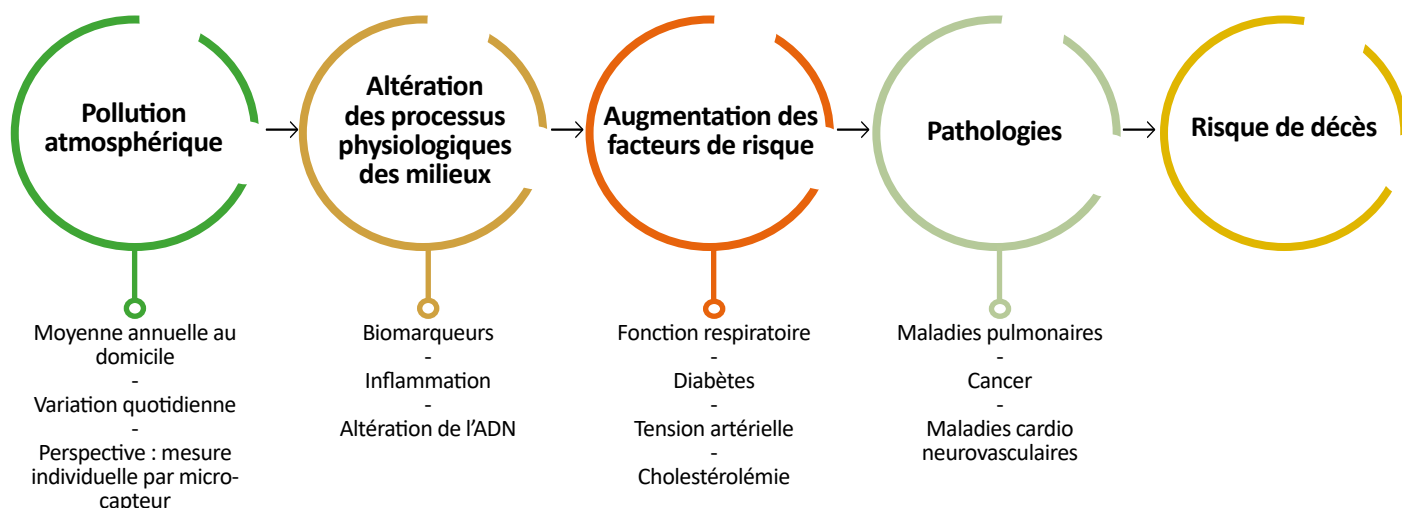 Pollution
atmosphérique
Altération
des processus
physiologiques
des milieux
Augmentation des
facteurs de risque
Pathologies
Risque de décès
Moyenne annuelle au
domicile
-
Variation quotidienne
-
Perspective : mesure
individuelle par micro-
capteur
Biomarqueurs
-
Inflammation
-
Altération de l’ADN
Fonction respiratoire
-
Diabètes
-
Tension artérielle
-
Cholestérolémie
Maladies pulmonaires
-
Cancer
-
Maladies cardio
neurovasculaires